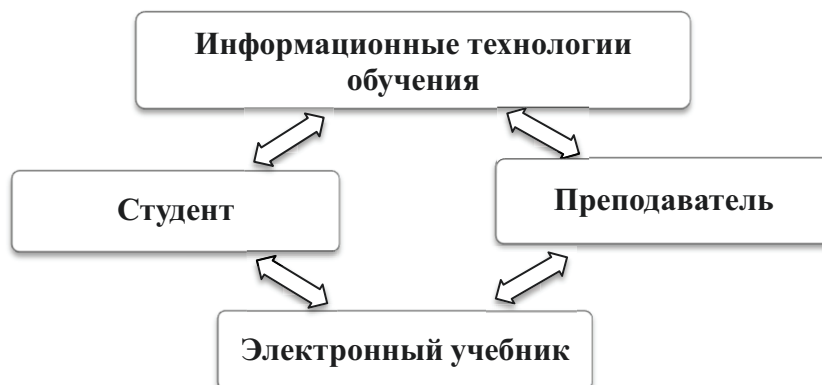 Информационные технологии
обучения
Студент
Преподаватель
Электронный учебник